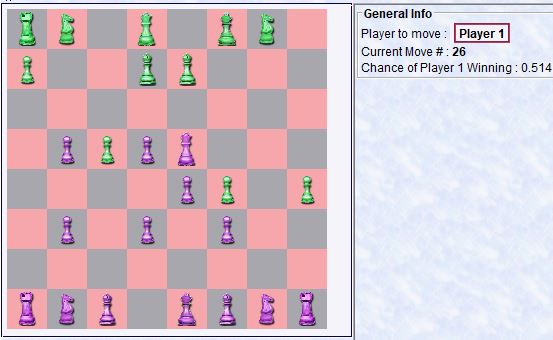 General Info
Player to move : Player 1
Current Move # : 26
Chance of Player 1 Winning : 0.514